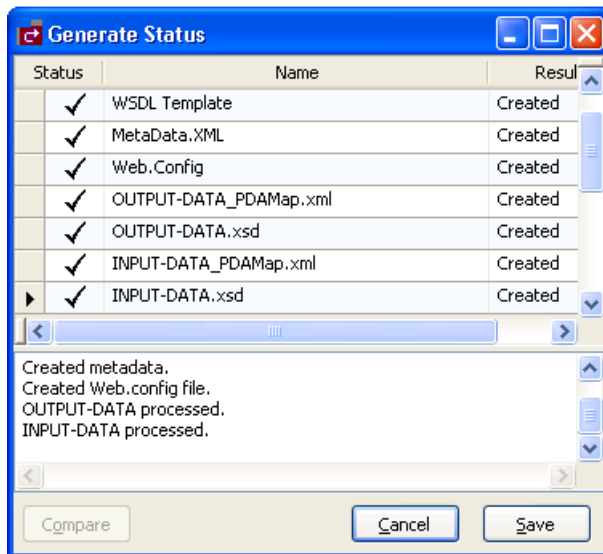 Generate Status
Status Name Resul
WSDL Template Created
MetaData.XML Created
Web.Config Created
OUTPUT-DATA_PDAMap.xml Created
OUTPUT-DATA.xsd Created
INPUT-DATA_PDAMap.xml Created
INPUT-DATA.xsd Created
Created metadata.
Created Web.config file.
OUTPUT-DATA processed.
INPUT-DATA processed.
Compare Cancel Save